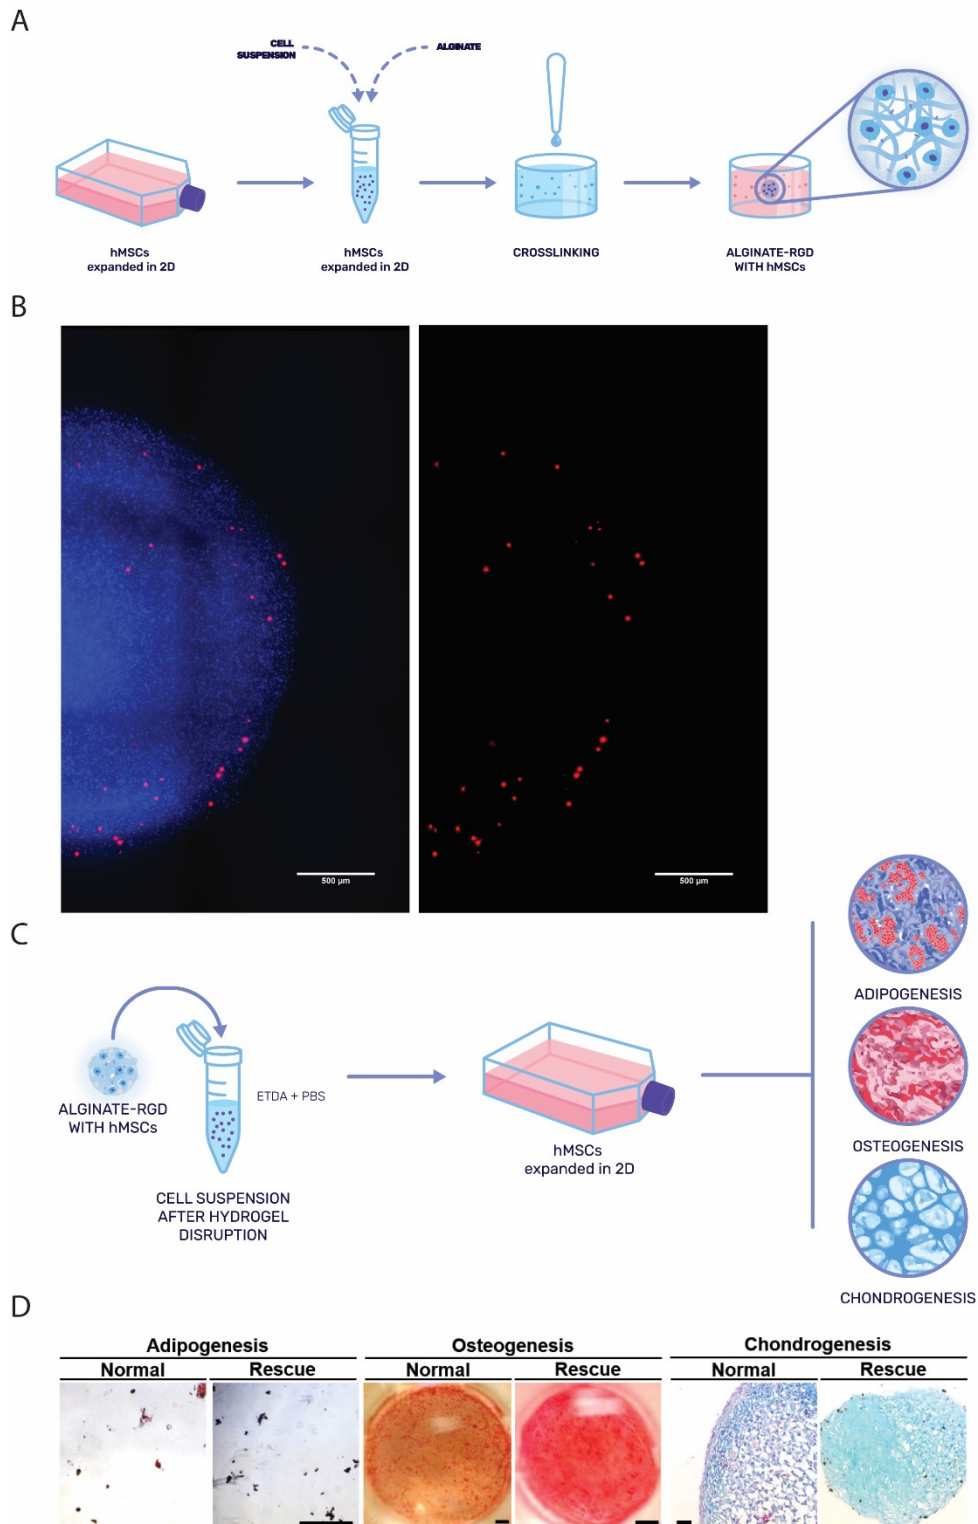 A
CELL
SUSPENSION
ALGINATE
hMSCs
expanded in 2D
hMSCs
expanded in 2D
CROSSLINKING
ALGINATE-RGD
WITH hMSCs
B
500 µm
500 µm
C
ALGINATE-RGD
WITH hMSCs
ETDA + PBS
CELL SUSPENSION
AFTER HYDROGEL
DISRUPTION
hMSCs
expanded in 2D
ADIPOGENESIS
OSTEOGENESIS
CHONDROGENESIS
D
Adipogenesis
Osteogenesis
Chondrogenesis
Normal
Rescue
Normal
Rescue
Normal
Rescue